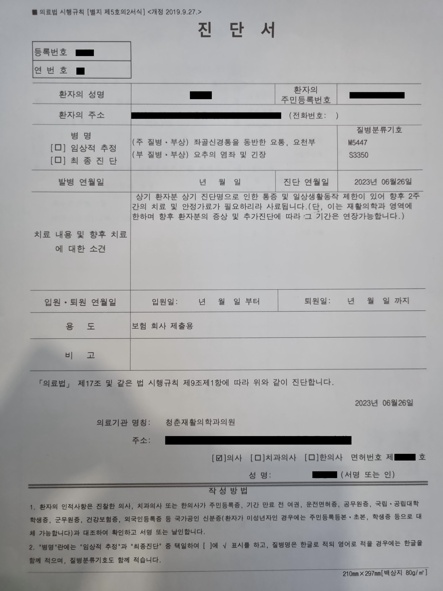 ■ 의료법 시행규칙 [별지 제5호의2서식] <개정 2019.9.27.>
진 단 서
등록번호
연 번 호
환자의 성명
환자의
주민등록번호
환자의 주소
(전화번호: )
병 명
[□] 임상적 추정
[□] 최 종 진 단
(주 질병·부상) 좌골신경통을 동반한 요통, 요천부
(부 질병·부상) 요추의 염좌 및 긴장
질병분류기호
M5447
S3350
발병 연월일
년 월 일
진단 연월일
2023년 06월26일
치료 내용 및 향후 치료
에 대한 소견
상기 환자분 상기 진단명으로 인한 통증 및 일상생활동작 제한이 있어 향후 2주
간의 치료 및 안정가료가 필요하리라 사료됩니다.(단, 이는 재활의학과 영역에
한하며 향후 환자분의 증상 및 추가진단에 따라 그 기간은 연장가능합니다.)
입원·퇴원 연월일
입원일: 년 월 일 부터
퇴원일: 년 월 일 까지
용 도
보험 회사 제출용
비 고
「의료법」 제17조 및 같은 법 시행규칙 제9조제1항에 따라 위와 같이 진단합니다.
2023년 06월26일
의료기관 명칭: 청춘재활의학과의원
주소:
[☑]의사 [□]치과의사 [□]한의사 면허번호 제 호
성 명: (서명 또는 인)
작 성 방 법
1. 환자의 인적사항은 진찰한 의사, 치과의사 또는 한의사가 주민등록증, 기간 만료 전 여권, 운전면허증, 공무원증, 국립·공립대학
학생증, 군무원증, 건강보험증, 외국인등록증 등 국가공인 신분증(환자가 미성년자인 경우에는 주민등록등본·초본, 학생증 등으로 대
체 가능합니다)과 대조하여 확인하고 서명 또는 날인합니다.
2. "병명"란에는 "임상적 추정"과 "최종진단" 중 택일하여 [ ]에 √ 표시를 하고, 질병명은 한글로 적되 영어로 적을 경우에는 한글을
함께 적으며, 질병분류기호도 함께 적습니다.
210㎜×297㎜[백상지 80g/㎡]